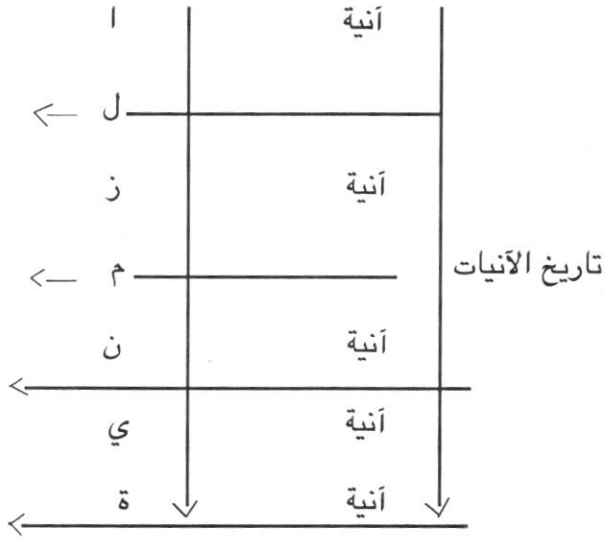 آنية ا
ل
آنية ز
تاريخ الآنيات
م
آنية ن
آنية ي
آنية ة